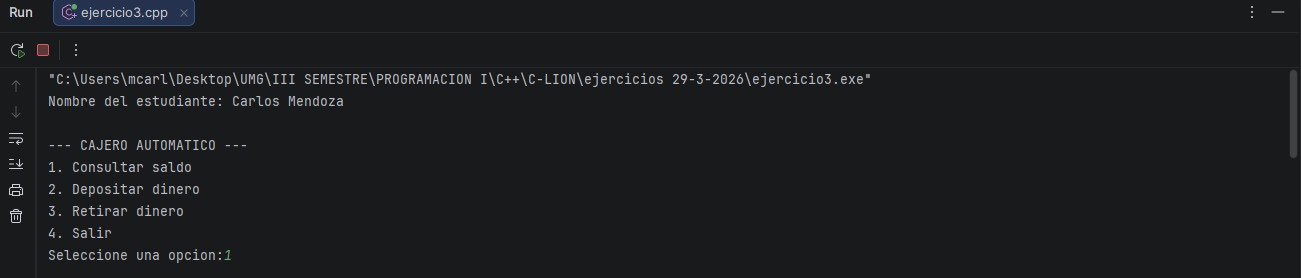 Run ejercicio3.cpp
"C:\Users\mcarl\Desktop\UMG\III SEMESTRE\PROGRAMACION I\C++\C-LION\ejercicios 29-3-2026\ejercicio3.exe"
Nombre del estudiante: Carlos Mendoza
--- CAJERO AUTOMATICO ---
1. Consultar saldo
2. Depositar dinero
3. Retirar dinero
4. Salir
Seleccione una opcion:1